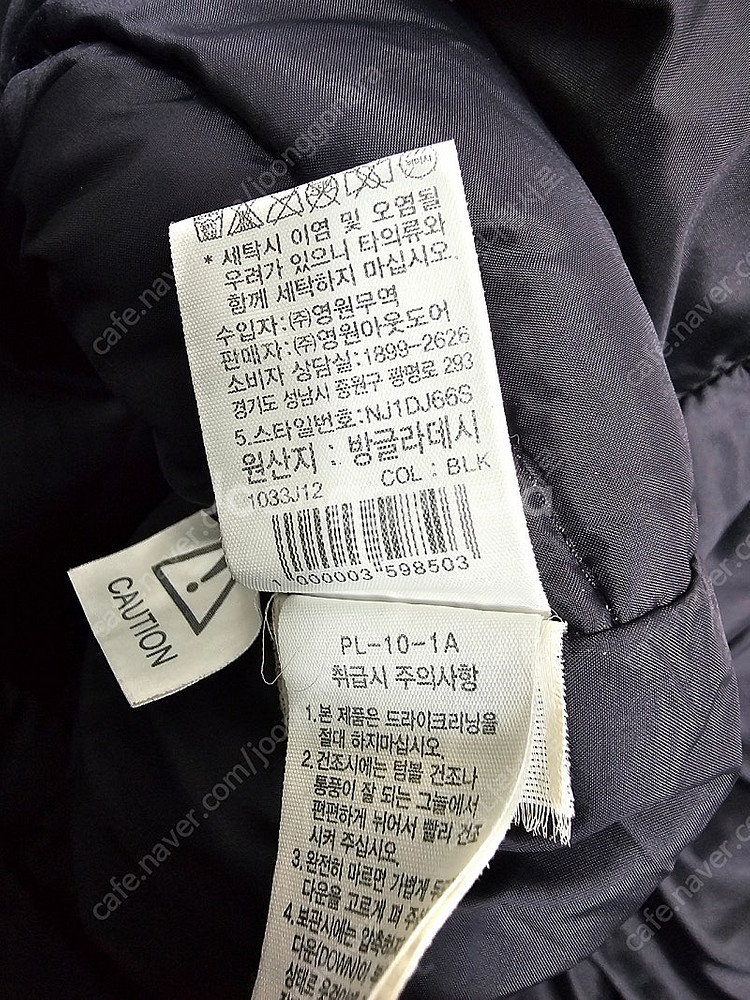 * 세탁시 이염 및 오염될
우려가 있으니 타의류와
함께 세탁하지 마십시오.
수입자:(주)영원무역
판매자:(주)영원아웃도어
소비자 상담실:1899-2626
경기도 성남시 중원구 광명로 293
5.스타일번호:NJ1DJ66S
원산지 : 방글라데시
1033J12 COL : BLK
1000003 598503
CAUTION
PL-10-1A
취급시 주의사항
1.본 제품은 드라이크리닝을
절대 하지마십시오.
2.건조시에는 텀블 건조나
통풍이 잘 되는 그늘에서
편편하게 뉘어서 빨리 건조
시켜 주십시오.
3.완전히 마르면 가볍게
다운을 고르게 펴
4.보관시에는
다운(DOWN)이
cafe.naver.com/joonggonara